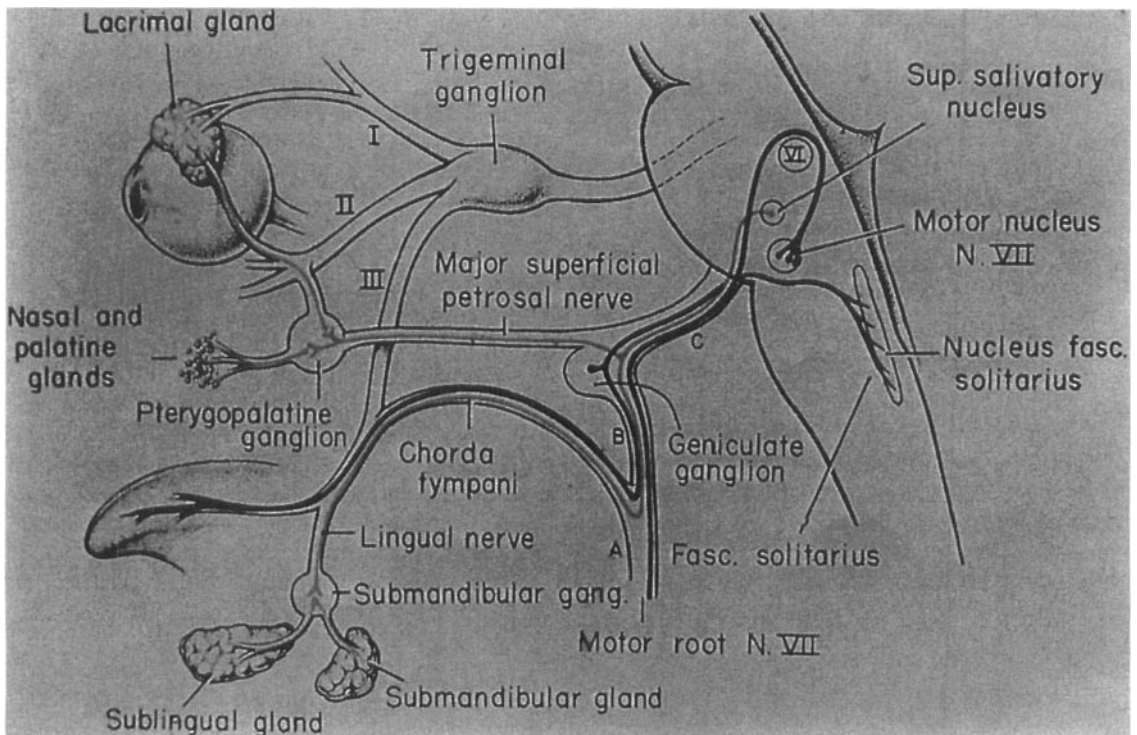 Lacrimal gland
Trigeminal
ganglion
Sup. salivatory
nucleus
I
VI
II
Motor nucleus
N. VII
III
Major superficial
petrosal nerve
Nasal and
palatine
glands
C
Nucleus fasc.
solitarius
Pterygopalatine
ganglion
B
Geniculate
ganglion
Chorda
tympani
Lingual nerve
A
Fasc. solitarius
Submandibular gang.
Motor root N. VII
Submandibular gland
Sublingual gland